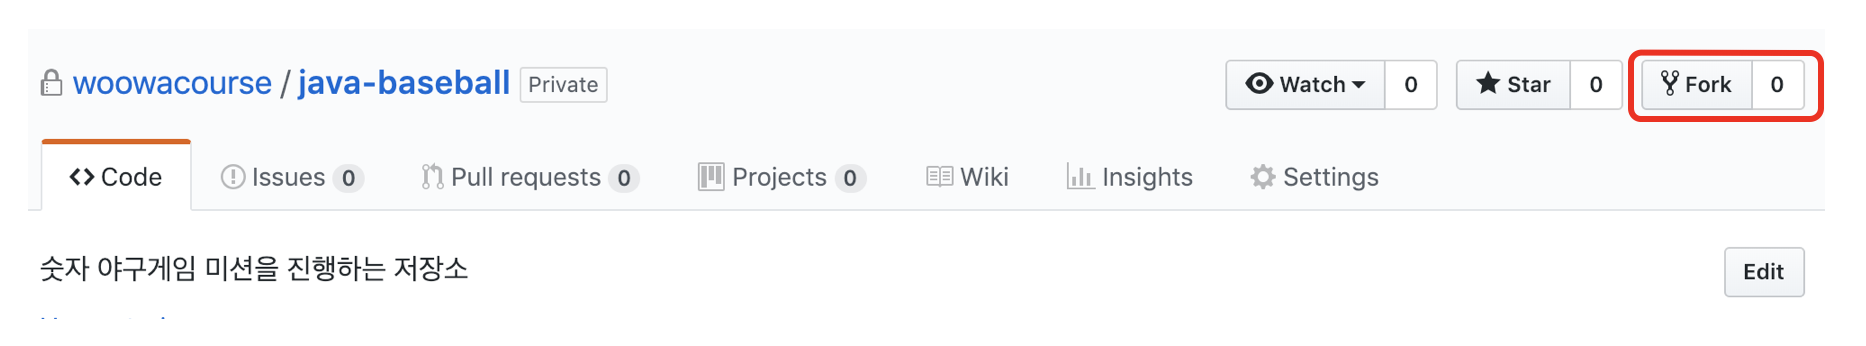 woowacourse / java-baseball Private Watch 0 Star 0 Fork 0
Code Issues 0 Pull requests 0 Projects 0 Wiki Insights Settings
숫자 야구게임 미션을 진행하는 저장소 Edit